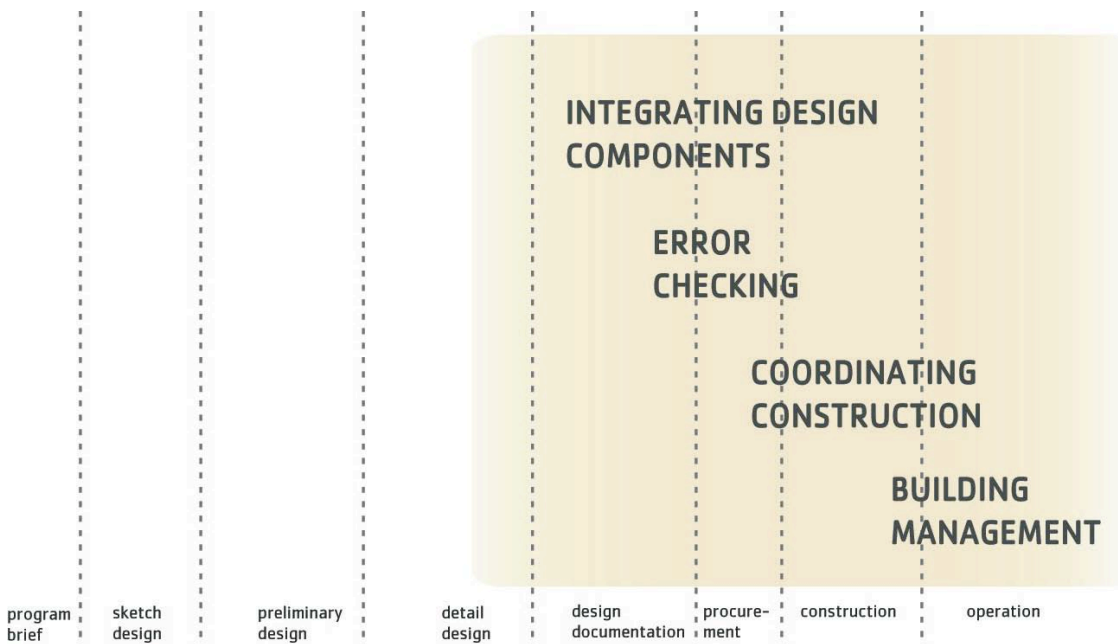 INTEGRATING DESIGN
COMPONENTS
ERROR
CHECKING
COORDINATING
CONSTRUCTION
BUILDING
MANAGEMENT
program
brief
sketch
design
preliminary
design
detail
design
design
documentation
procure-
ment
construction
operation